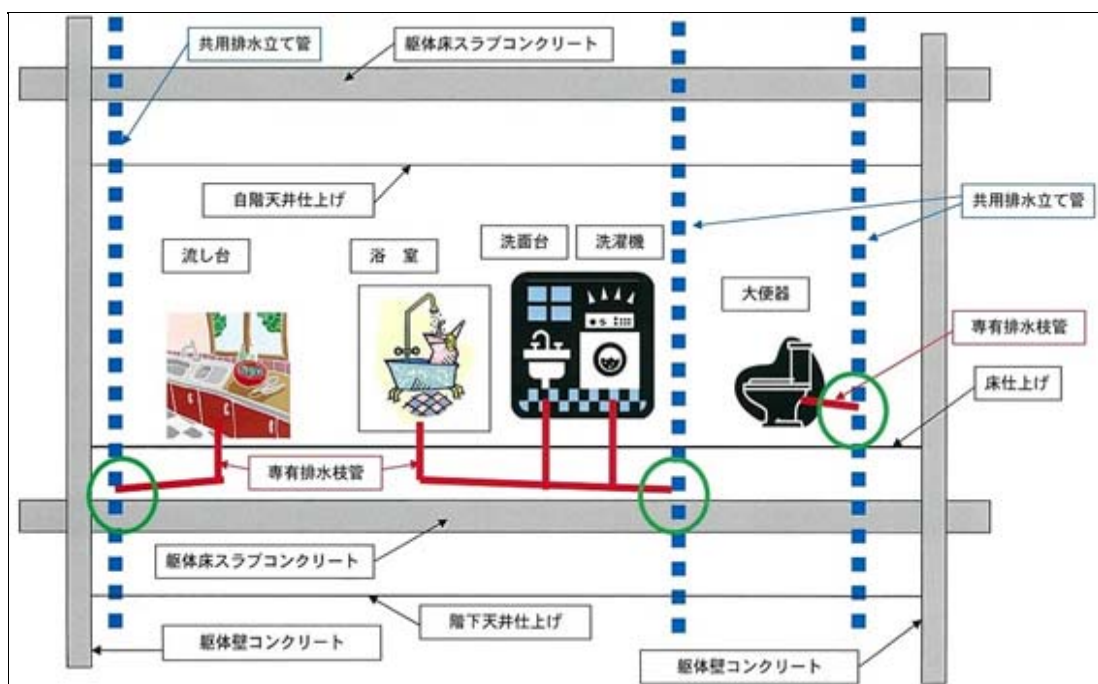 共用排水立て管
躯体床スラブコンクリート
自階天井仕上げ
共用排水立て管
流し台
浴　室
洗面台
洗濯機
大便器
専有排水枝管
床仕上げ
専有排水枝管
躯体床スラブコンクリート
階下天井仕上げ
躯体壁コンクリート
躯体壁コンクリート